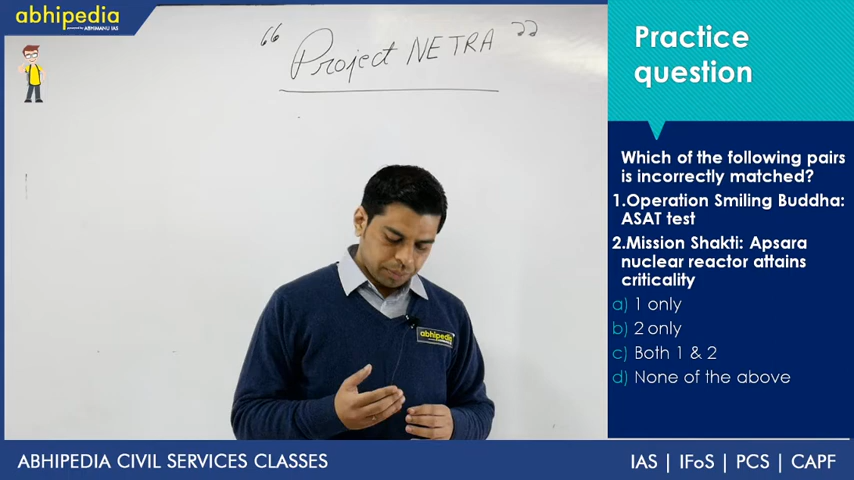 abhipedia
powered by ABHIMANU IAS
"Project NETRA"
abhipedia
Practice
question
Which of the following pairs
is incorrectly matched?
1.Operation Smiling Buddha:
ASAT test
2.Mission Shakti: Apsara
nuclear reactor attains
criticality
a) 1 only
b) 2 only
c) Both 1 & 2
d) None of the above
ABHIPEDIA CIVIL SERVICES CLASSES
IAS | IFoS | PCS | CAPF